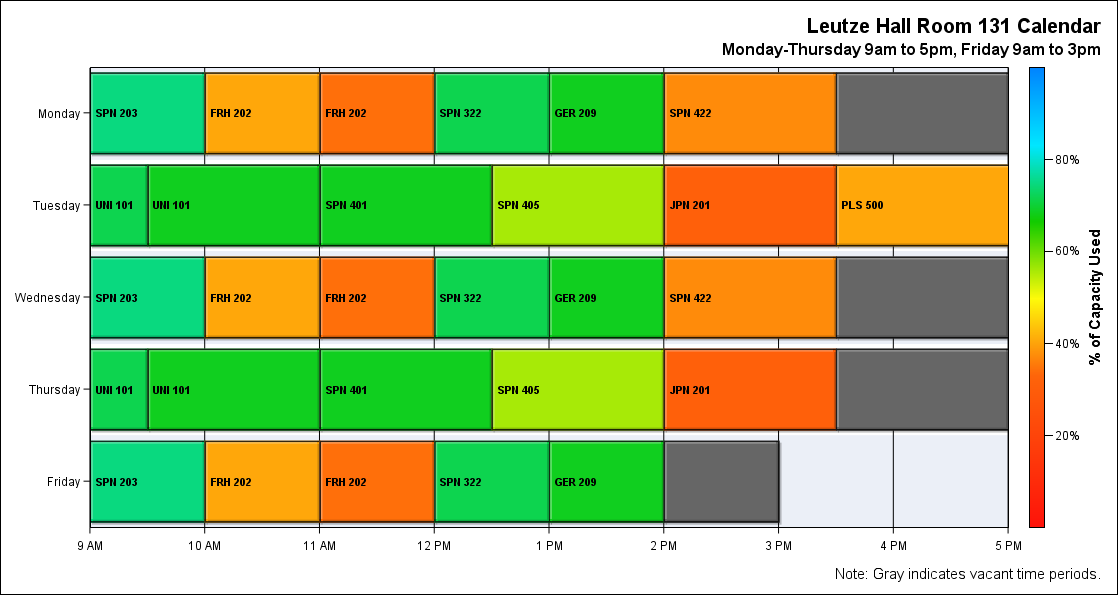 Leutze Hall Room 131 Calendar
Monday-Thursday 9am to 5pm, Friday 9am to 3pm
Monday
SPN 203
FRH 202
FRH 202
SPN 322
GER 209
SPN 422
Tuesday
UNI 101
UNI 101
SPN 401
SPN 405
JPN 201
PLS 500
Wednesday
SPN 203
FRH 202
FRH 202
SPN 322
GER 209
SPN 422
Thursday
UNI 101
UNI 101
SPN 401
SPN 405
JPN 201
Friday
SPN 203
FRH 202
FRH 202
SPN 322
GER 209
9 AM
10 AM
11 AM
12 PM
1 PM
2 PM
3 PM
4 PM
5 PM
80%
60%
40%
20%
% of Capacity Used
Note: Gray indicates vacant time periods.